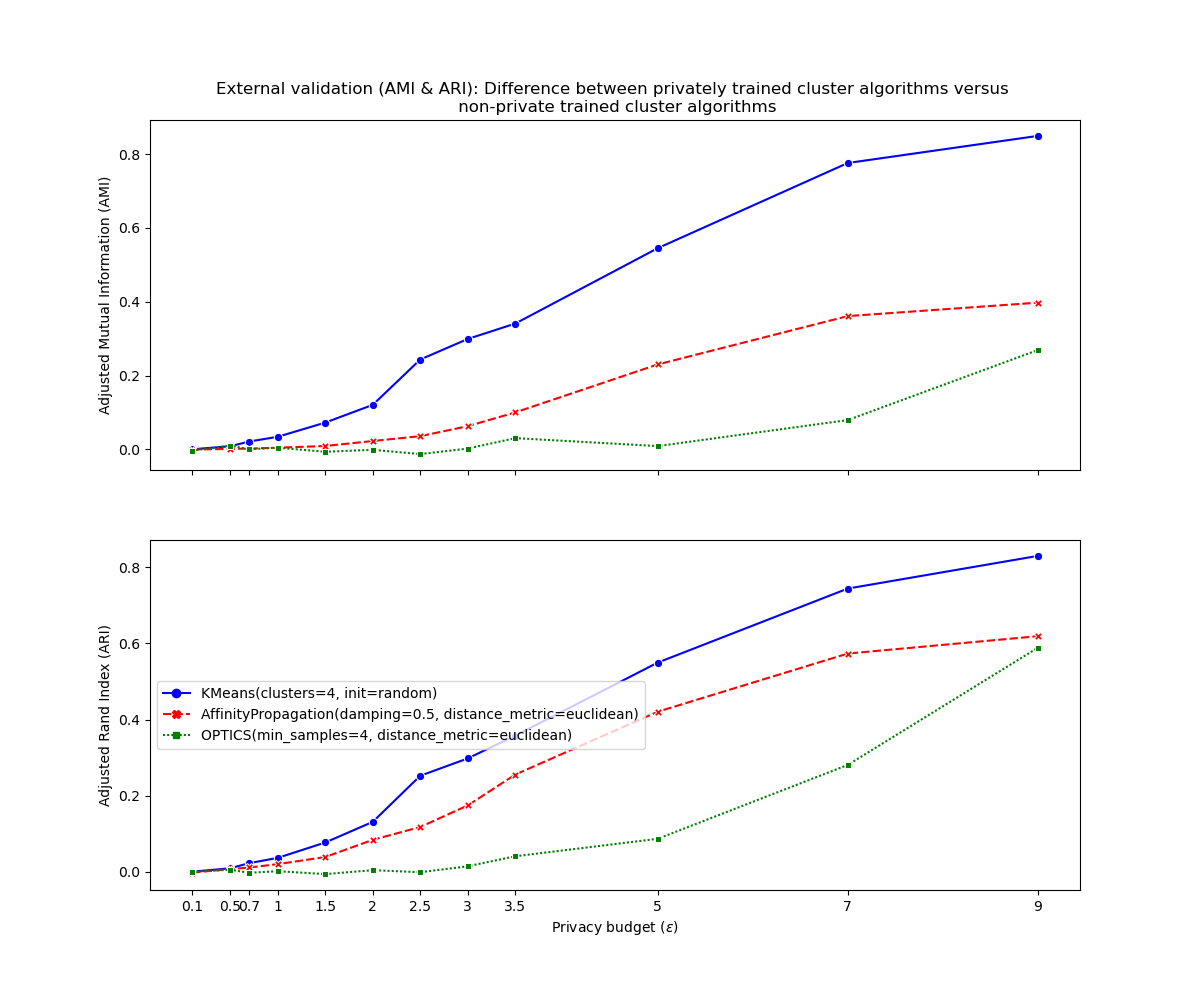 External validation (AMI & ARI): Difference between privately trained cluster algorithms versus
non-private trained cluster algorithms
Adjusted Mutual Information (AMI)
0.8
0.6
0.4
0.2
0.0
Adjusted Rand Index (ARI)
0.8
0.6
0.4
0.2
0.0
KMeans(clusters=4, init=random)
AffinityPropagation(damping=0.5, distance_metric=euclidean)
OPTICS(min_samples=4, distance_metric=euclidean)
0.1 0.5 0.7 1 1.5 2 2.5 3 3.5 5 7 9
Privacy budget (ε)